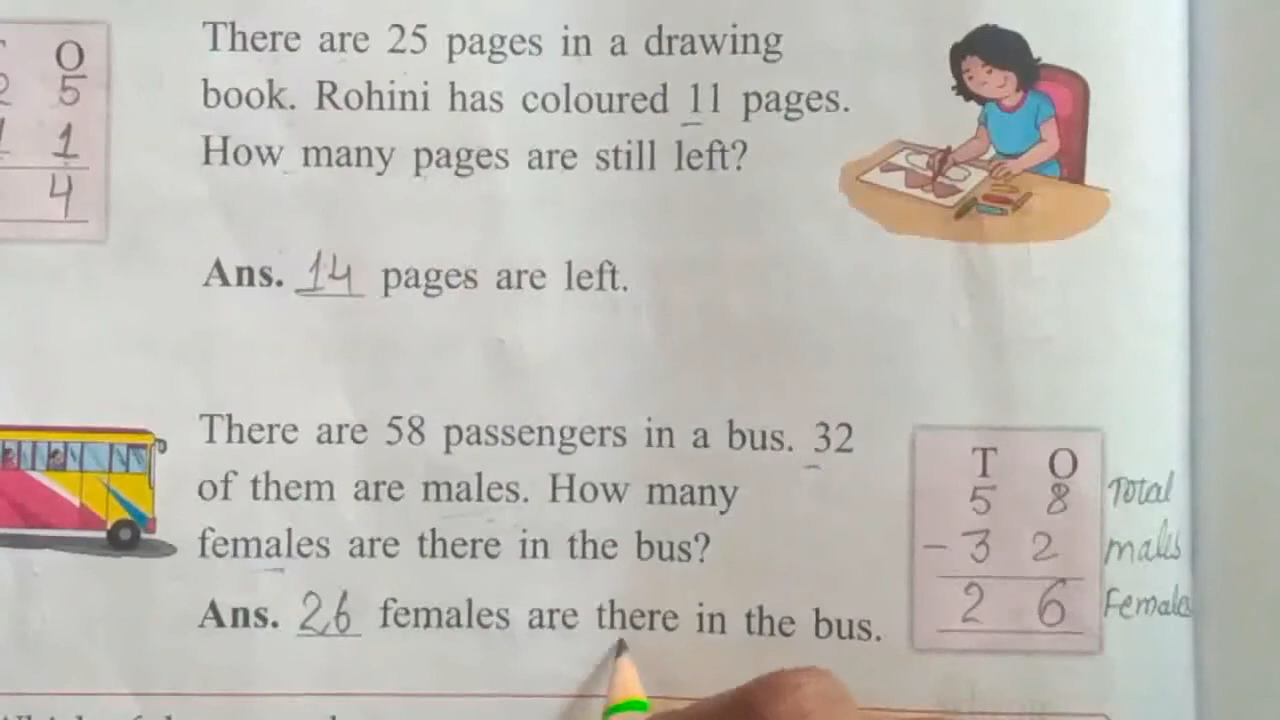 O
5
1
4
There are 25 pages in a drawing
book. Rohini has coloured 11 pages.
How many pages are still left?
Ans. 14 pages are left.
There are 58 passengers in a bus. 32
of them are males. How many
females are there in the bus?
Ans. 26 females are there in the bus.
T O
5 8 Total
- 3 2 males
2 6 Female